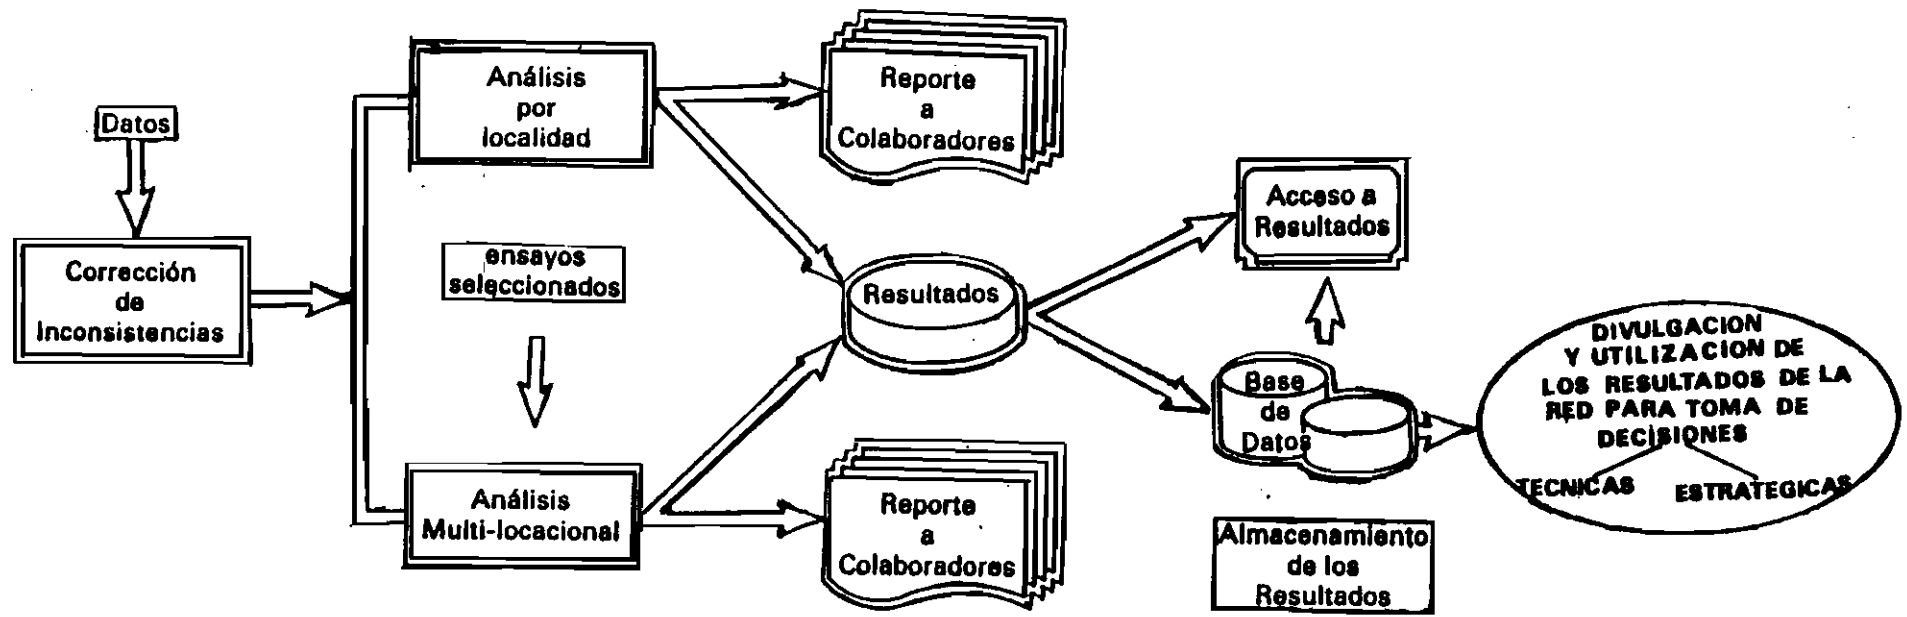 Datos
Corrección
de
Inconsistencias
Análisis
por
localidad
ensayos
seleccionados
Análisis
Multi-locacional
Reporte
a
Colaboradores
Resultados
Reporte
a
Colaboradores
Acceso a
Resultados
Base
de
Datos
Almacenamiento
de los
Resultados
DIVULGACION
Y UTILIZACION DE
LOS RESULTADOS DE LA
RED PARA TOMA DE
DECISIONES
TECNICAS ESTRATEGICAS